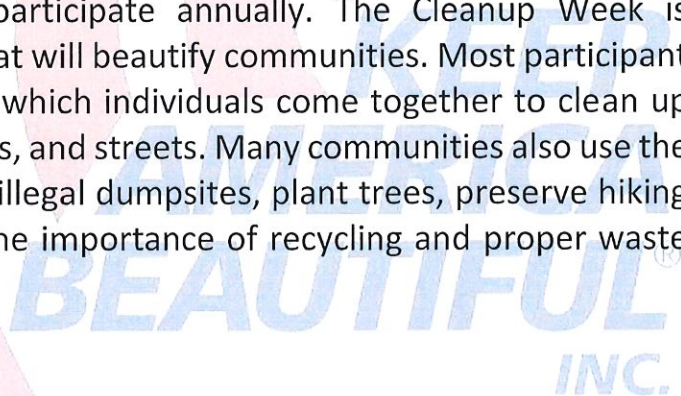 participate annually. The Cleanup Week is
at will beautify communities. Most participant
which individuals come together to clean up
s, and streets. Many communities also use the
illegal dumpsites, plant trees, preserve hiking
ne importance of recycling and proper waste
KEEP
AMERICA
BEAUTIFUL®
INC.